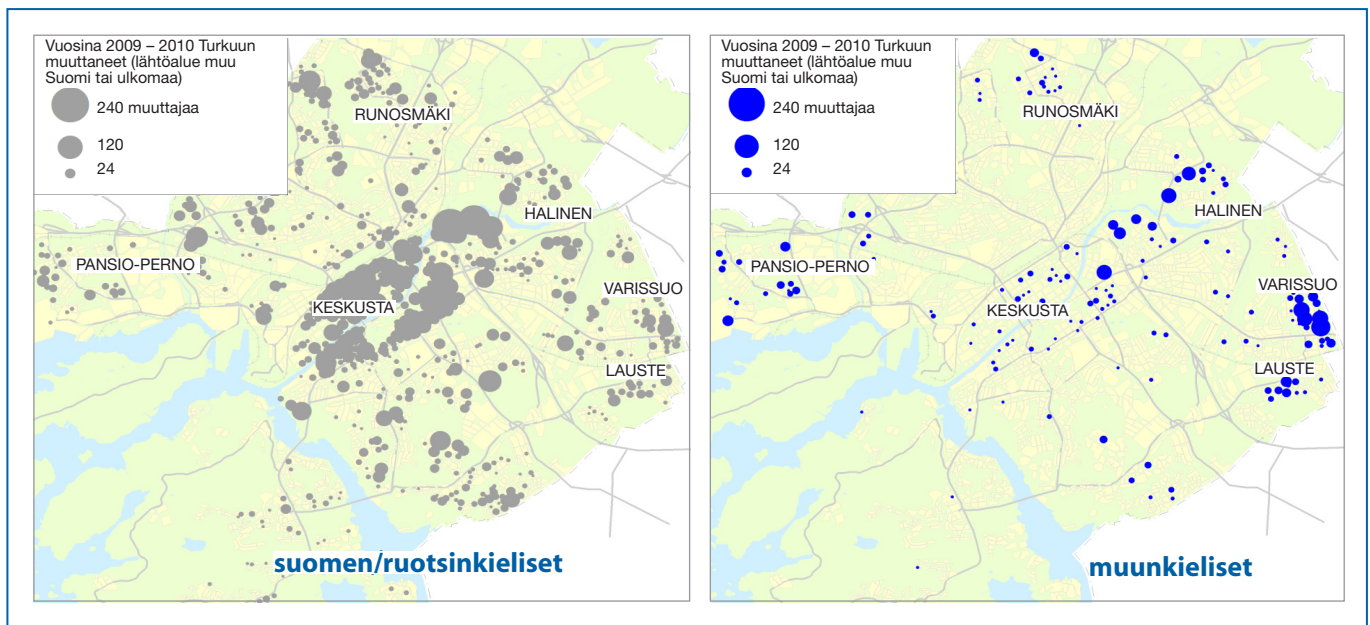 Vuosina 2009 – 2010 Turkuun
muuttaneet (lähtöalue muu
Suomi tai ulkomaa)
240 muuttajaa
120
24
RUNOSMÄKI
HALINEN
PANSIO-PERNO
VARISSUO
KESKUSTA
LAUSTE
suomen/ruotsinkieliset
Vuosina 2009 – 2010 Turkuun
muuttaneet (lähtöalue muu
Suomi tai ulkomaa)
240 muuttajaa
120
24
RUNOSMÄKI
HALINEN
PANSIO-PERNO
VARISSUO
KESKUSTA
LAUSTE
muunkieliset